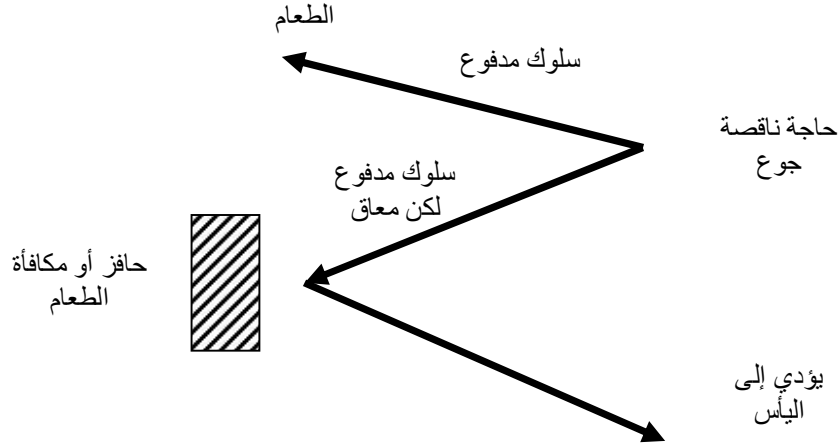 الطعام
سلوك مدفوع
حاجة ناقصة
جوع
سلوك مدفوع
لكن معاق
حافز أو مكافأة
الطعام
يؤدي إلى
اليأس